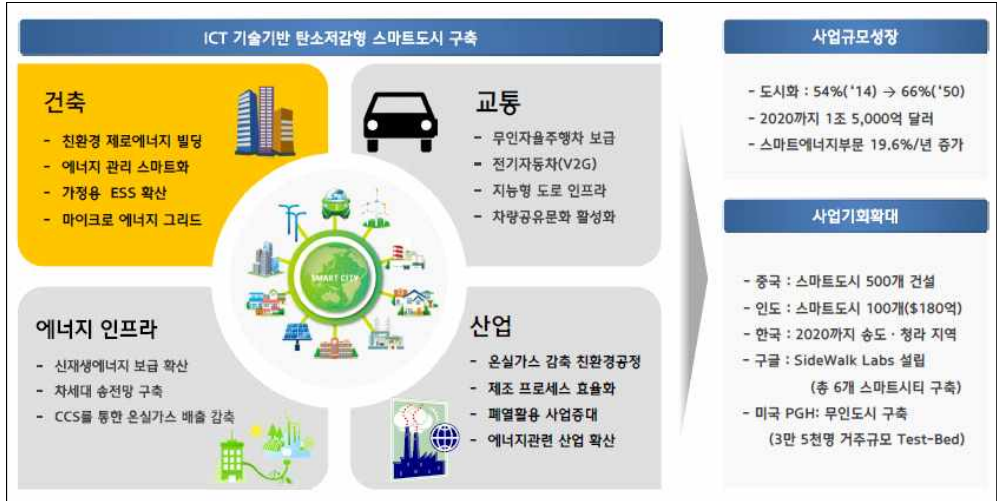 ICT 기술기반 탄소저감형 스마트도시 구축
건축
- 친환경 제로에너지 빌딩
- 에너지 관리 스마트화
- 가정용 ESS 확산
- 마이크로 에너지 그리드
교통
- 무인자율주행차 보급
- 전기자동차(V2G)
- 지능형 도로 인프라
- 차량공유문화 활성화
SMART CITY
에너지 인프라
- 신재생에너지 보급 확산
- 차세대 송전망 구축
- CCS를 통한 온실가스 배출 감축
산업
- 온실가스 감축 친환경공정
- 제조 프로세스 효율화
- 폐열활용 사업증대
- 에너지관련 산업 확산
사업규모성장
- 도시화 : 54%('14) → 66%('50)
- 2020까지 1조 5,000억 달러
- 스마트에너지부문 19.6%/년 증가
사업기회확대
- 중국 : 스마트도시 500개 건설
- 인도 : 스마트도시 100개($180억)
- 한국 : 2020까지 송도 · 청라 지역
- 구글 : SideWalk Labs 설립
(총 6개 스마트시티 구축)
- 미국 PGH: 무인도시 구축
(3만 5천명 거주규모 Test-Bed)